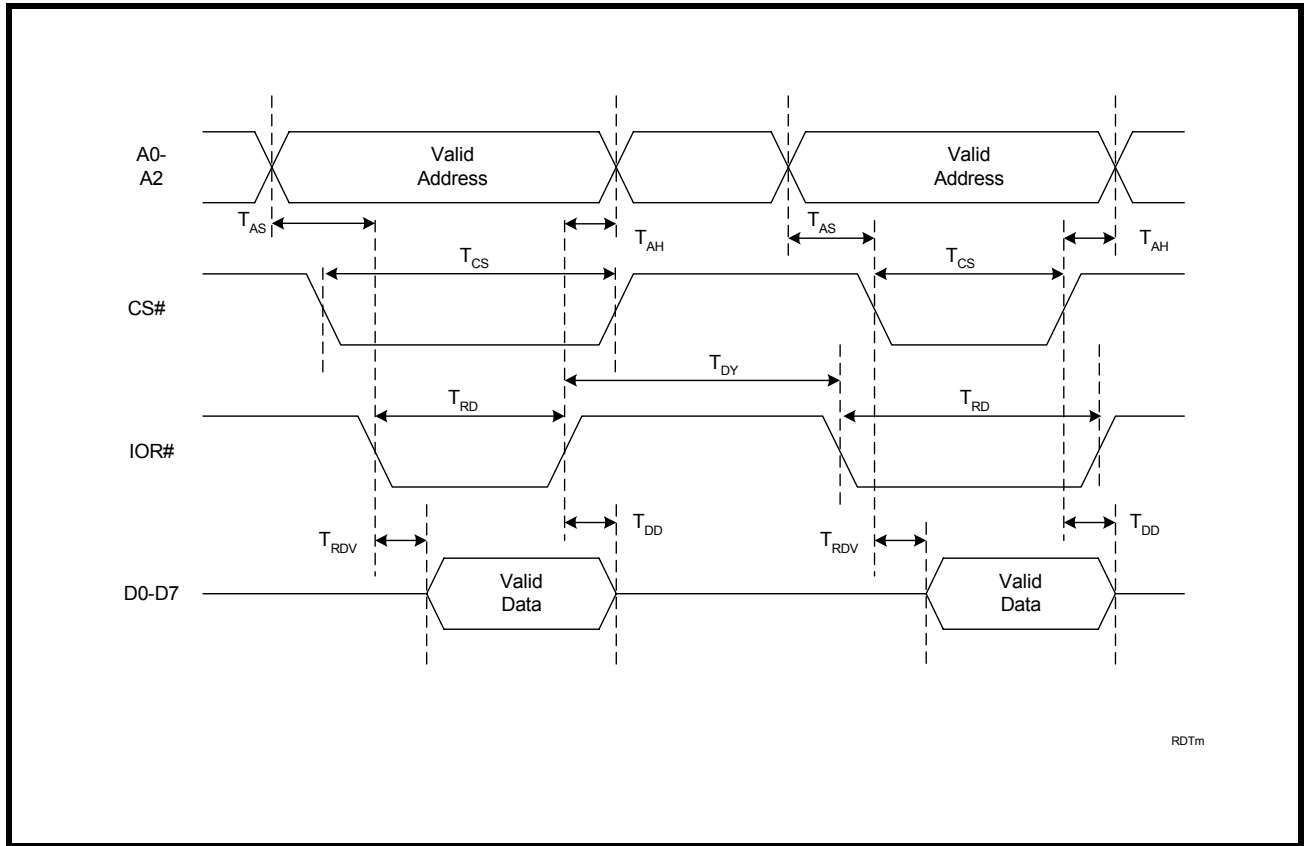 A0-
A2
Valid
Address
Valid
Address
TAS
TAH
TAS
TAH
TCS
TCS
CS#
TDY
TRD
TRD
IOR#
TRDV
TDD
TRDV
TDD
D0-D7
Valid
Data
Valid
Data
RDTm